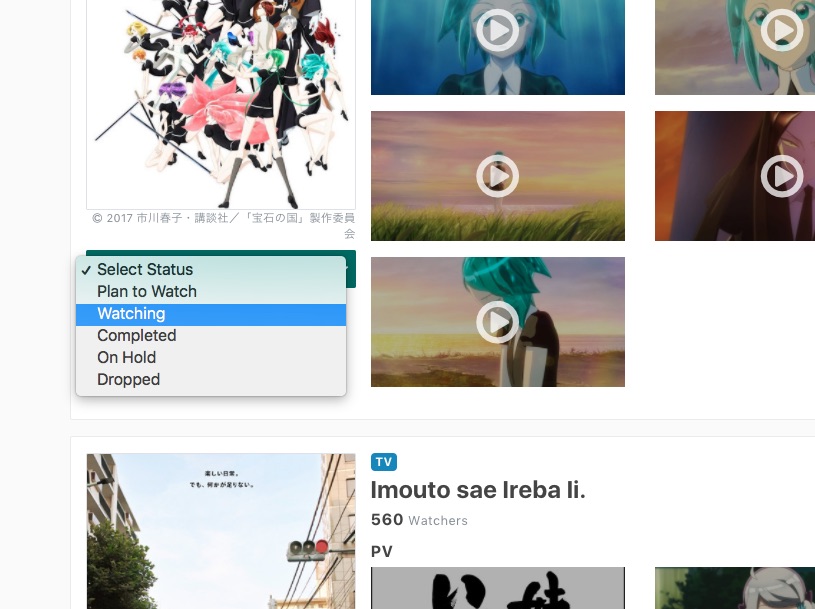 © 2017 市川春子・講談社／「宝石の国」製作委員
会
✓ Select Status
Plan to Watch
Watching
Completed
On Hold
Dropped
楽しい日常。
でも、何かが足りない。
TV
Imouto sae Ireba Ii.
560 Watchers
PV